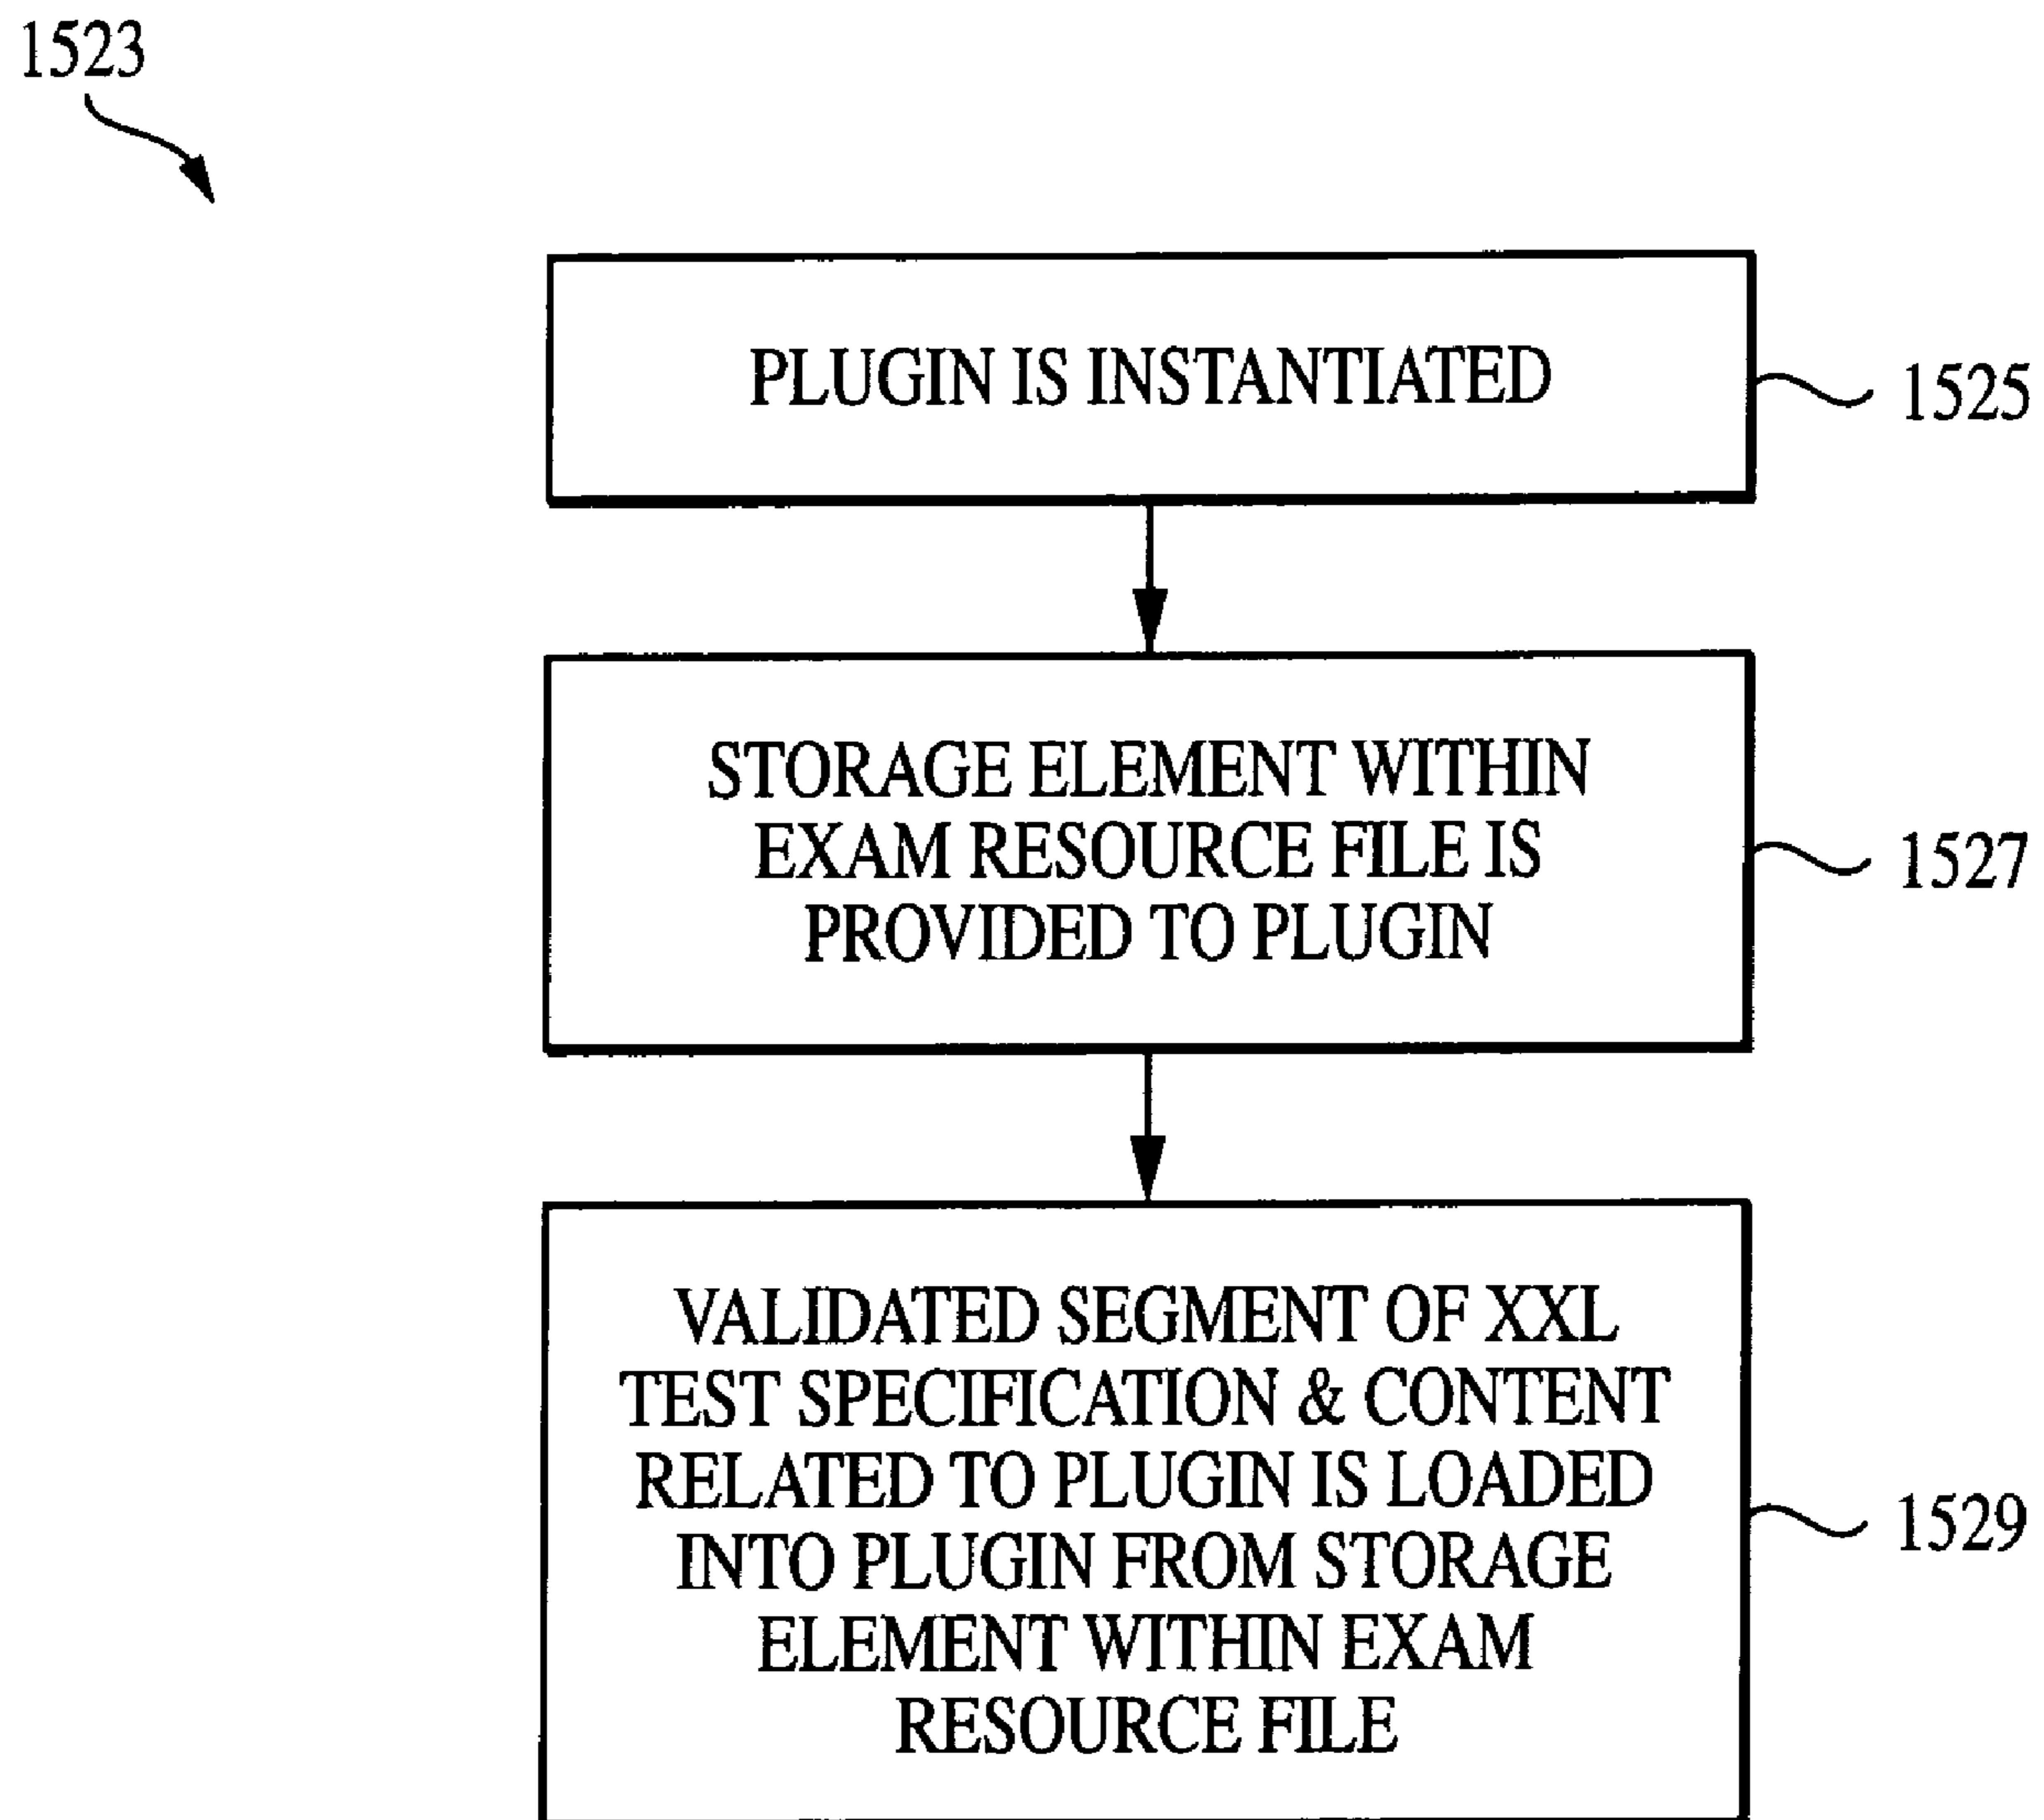 1523
PLUGIN IS INSTANTIATED
1525
STORAGE ELEMENT WITHIN
EXAM RESOURCE FILE IS
PROVIDED TO PLUGIN
1527
VALIDATED SEGMENT OF XXL
TEST SPECIFICATION & CONTENT
RELATED TO PLUGIN IS LOADED
INTO PLUGIN FROM STORAGE
ELEMENT WITHIN EXAM
RESOURCE FILE
1529